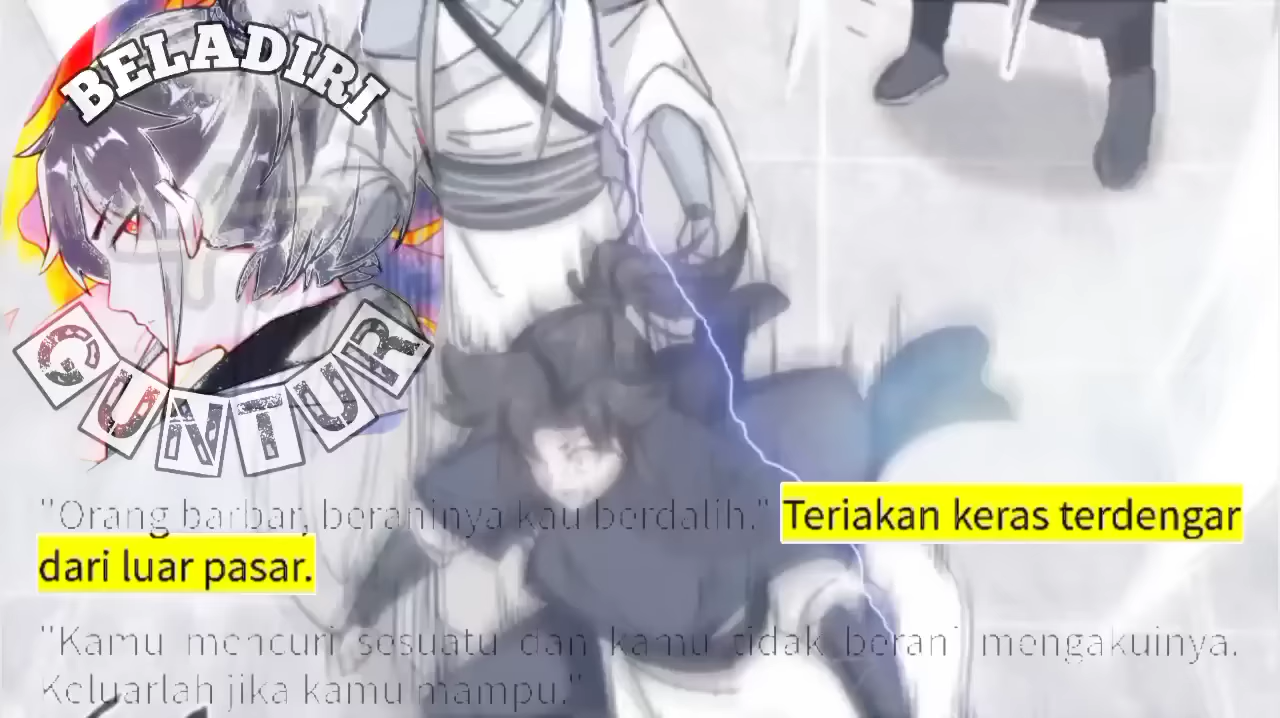 BELADIRI
GUNTUR
"Orang barbar, beraninya kau berdalih." Teriakan keras terdengar
dari luar pasar.
"Kamu mencuri sesuatu dan kamu tidak berani mengakuinya.
Keluarlah jika kamu mampu."